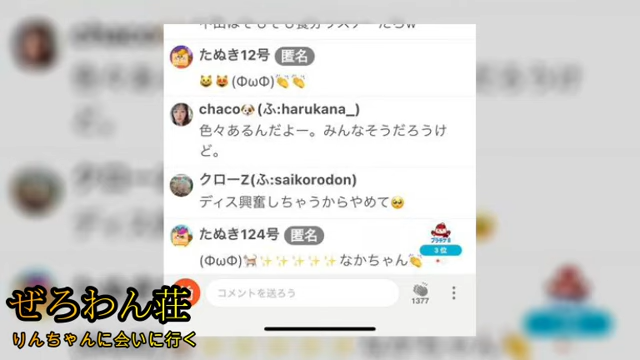 たぬき12号 匿名
😺😻(ΦωΦ)👏👏
chaco🐶(ふ:harukana_)
色々あるんだよー。みんなそうだろうけ
ど。
クローZ(ふ:saikorodon)
ディス興奮しちゃうからやめて🥹
たぬき124号 匿名
(ΦωΦ)🐈✨✨✨✨✨なかちゃん👏
3位
コメントを送ろう
1377
ぜろわん荘
りんちゃんに会いに行く